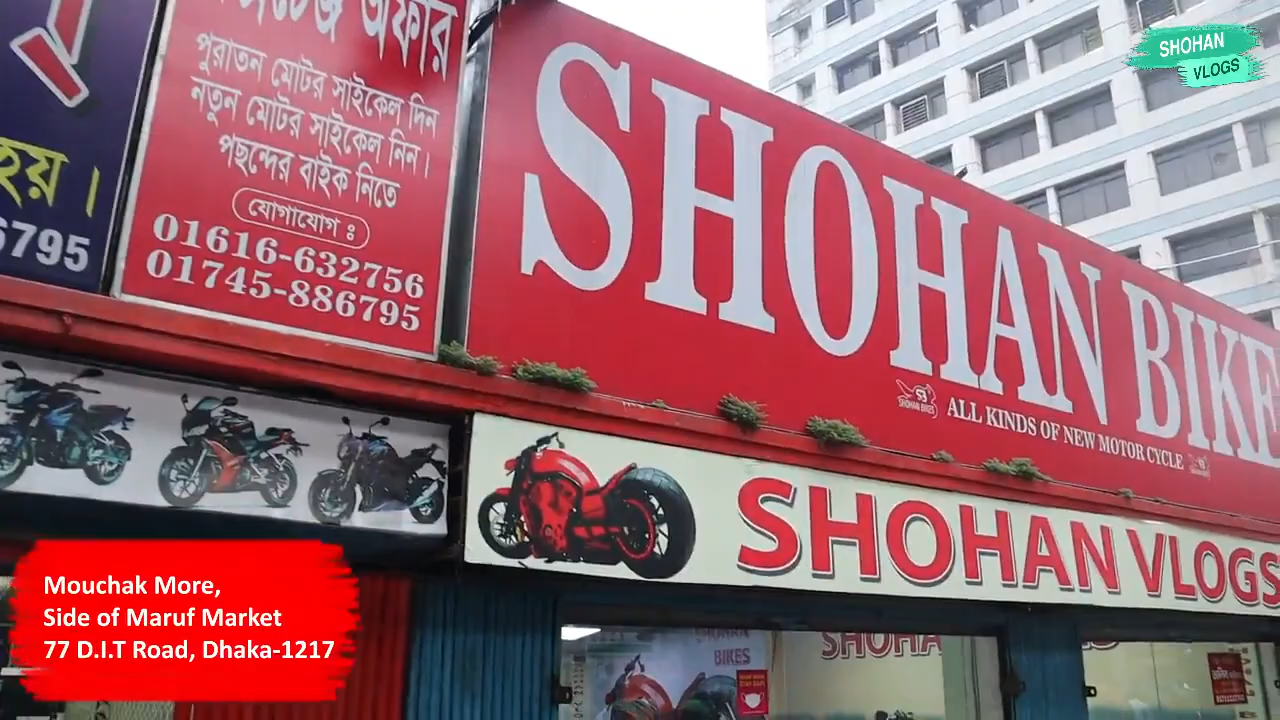 হয়।
6795
অফার
পুরাতন মোটর সাইকেল দিন
নতুন মোটর সাইকেল নিন।
পছন্দের বাইক নিতে
যোগাযোগ :
01616-632756
01745-886795
SHOHAN BIKE
SHOHAN BIKES
ALL KINDS OF NEW MOTOR CYCLE
SHOHAN VLOGS
SHOHAN
BIKES
SHOHA
SHOHAN
VLOGS
Mouchak More,
Side of Maruf Market
77 D.I.T Road, Dhaka-1217